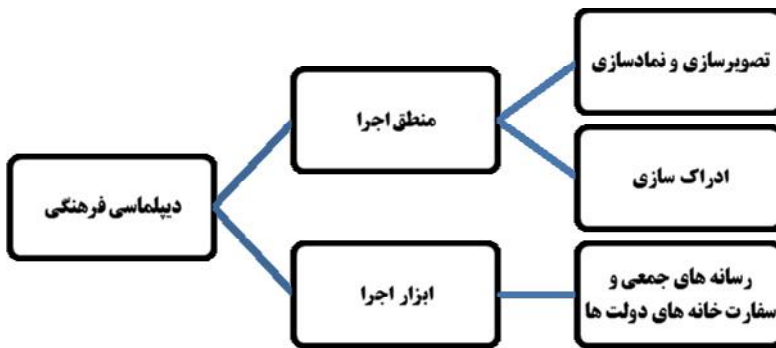 تصویرسازی و نمادسازی
منطق اجرا
ادراک سازی
دیپلماسی فرهنگی
ابزار اجرا
رسانه های جمعی و
سفارت خانه های دولت ها